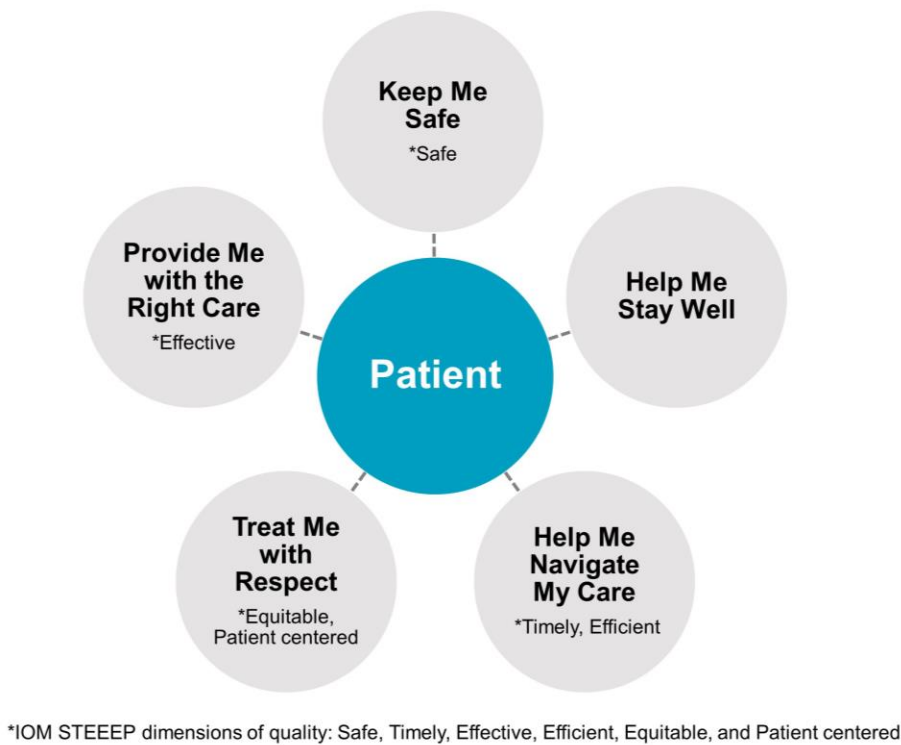 Keep Me
Safe
*Safe
Provide Me
with the
Right Care
*Effective
Help Me
Stay Well
Patient
Treat Me
with
Respect
*Equitable,
Patient centered
Help Me
Navigate
My Care
*Timely, Efficient
*IOM STEEEP dimensions of quality: Safe, Timely, Effective, Efficient, Equitable, and Patient centered